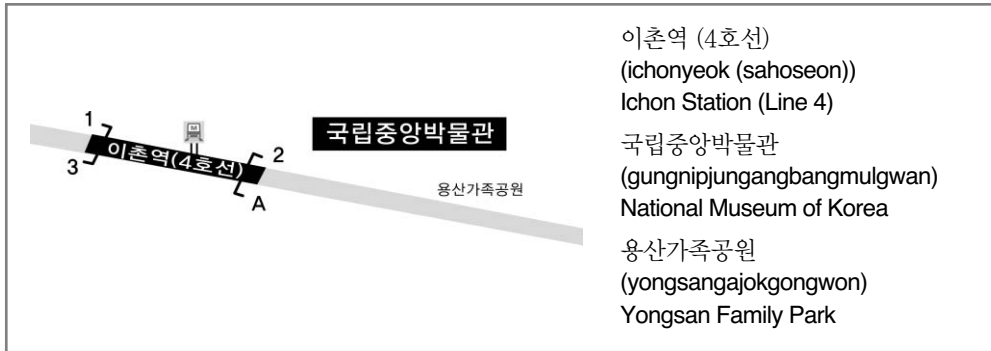 1
3
이촌역(4호선)
2
A
국립중앙박물관
용산가족공원
이촌역 (4호선)
(ichonyeok (sahoseon))
Ichon Station (Line 4)
국립중앙박물관
(gungnipjungangbangmulgwan)
National Museum of Korea
용산가족공원
(yongsangajokgongwon)
Yongsan Family Park